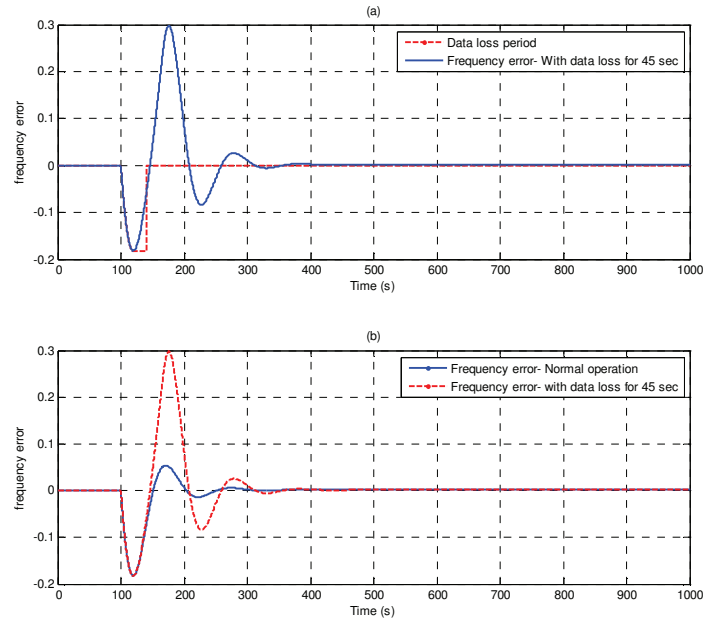 (a)
0.3
0.2
0.1
0
-0.1
-0.2
frequency error
Data loss period
Frequency error- With data loss for 45 sec
0 100 200 300 400 500 600 700 800 900 1000
Time (s)
(b)
0.3
0.2
0.1
0
-0.1
-0.2
frequency error
Frequency error- Normal operation
Frequency error- with data loss for 45 sec
0 100 200 300 400 500 600 700 800 900 1000
Time (s)